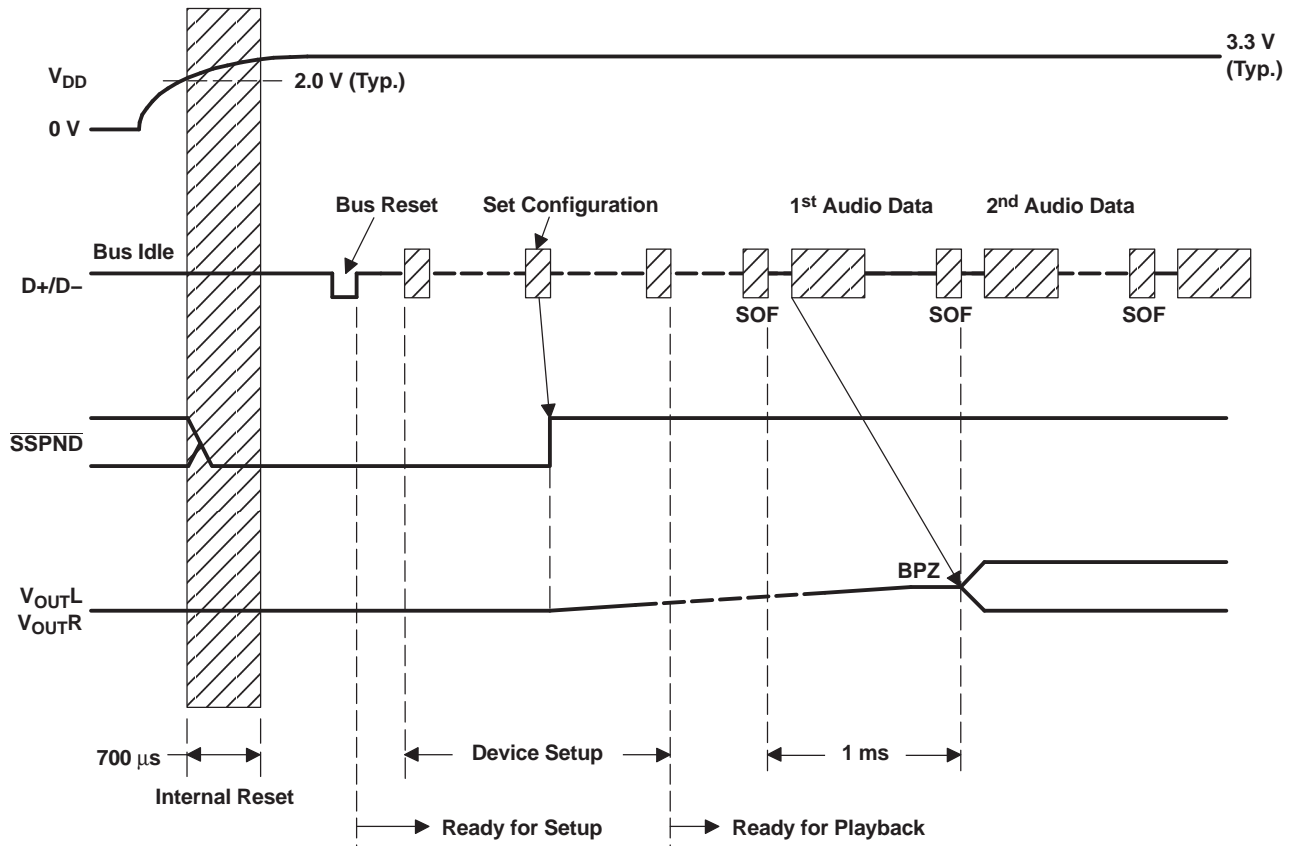 3.3 V
(Typ.)
VDD
2.0 V (Typ.)
0 V
Bus Reset
Set Configuration
1st Audio Data
2nd Audio Data
Bus Idle
D+/D–
SOF
SOF
SOF
SSPND
BPZ
VOUTL
VOUTR
700 μs
Device Setup
1 ms
Internal Reset
Ready for Setup
Ready for Playback